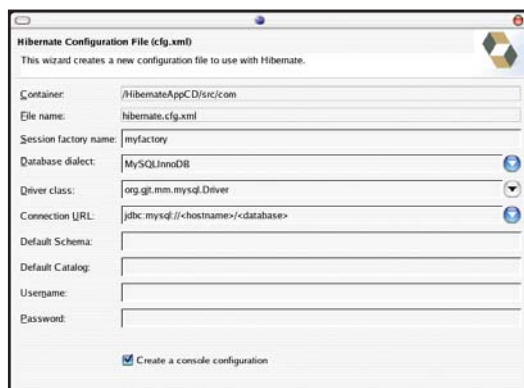 Hibernate Configuration File (cfg.xml)
This wizard creates a new configuration file to use with Hibernate.
Container: /HibernateAppCD/src/com
File name: hibernate.cfg.xml
Session factory name: myfactory
Database dialect: MySQLInnoDB
Driver class: org.gjt.mm.mysql.Driver
Connection URL: jdbc:mysql://<hostname>/<database>
Default Schema:
Default Catalog:
Username:
Password:
Create a console configuration